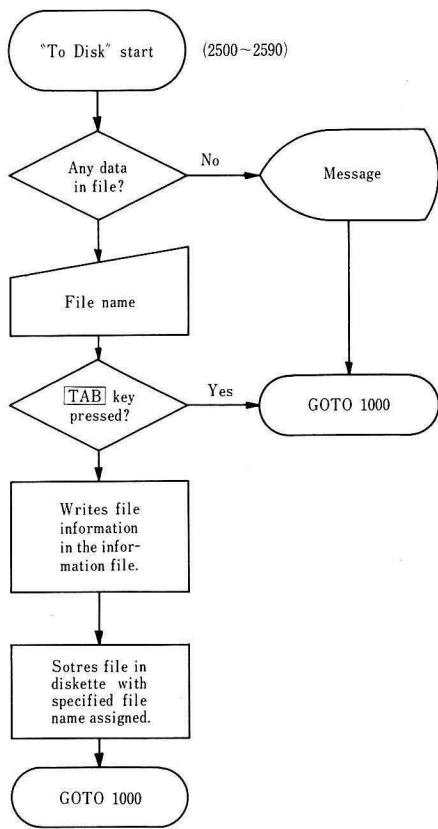 "To Disk" start
(2500~2590)
Any data
in file?
No
Message
File name
TAB key
pressed?
Yes
GOTO 1000
Writes file
information
in the infor-
mation file.
Sotres file in
diskette with
specified file
name assigned.
GOTO 1000